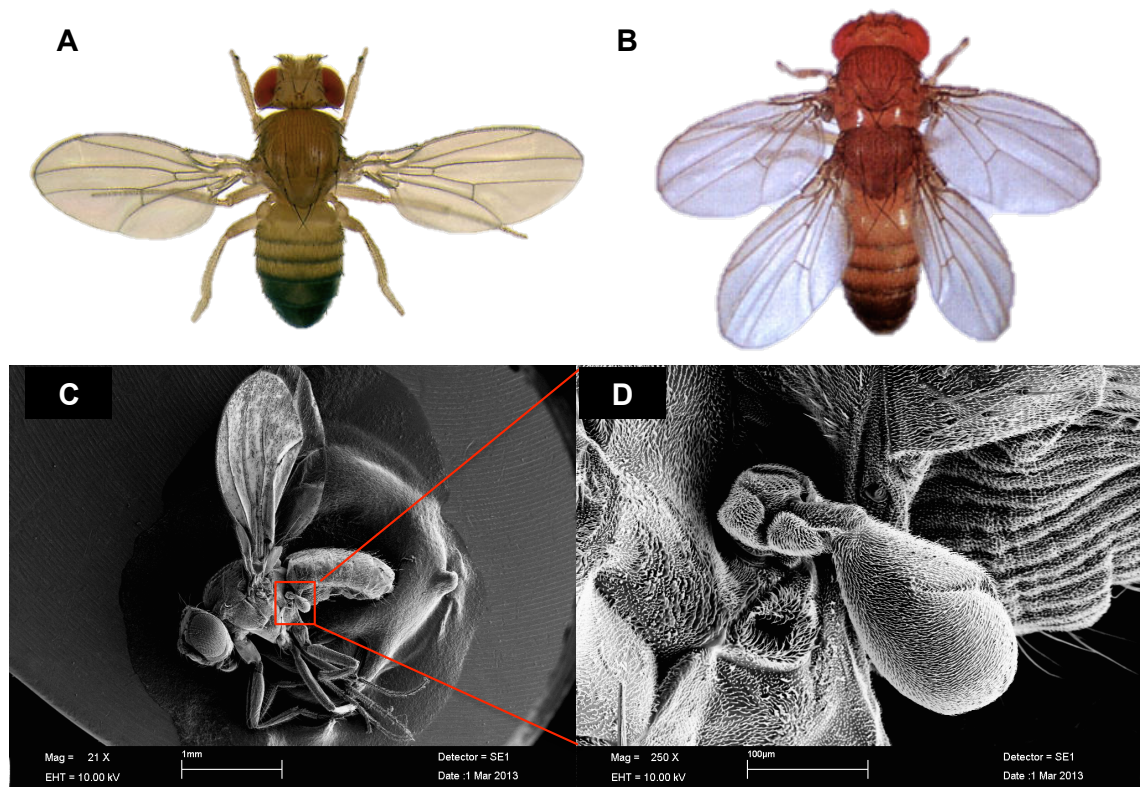 A
B
C
D
Mag = 21 X
1mm
Detector = SE1
EHT = 10.00 kV
Date :1 Mar 2013
Mag = 250 X
100µm
Detector = SE1
EHT = 10.00 kV
Date :1 Mar 2013